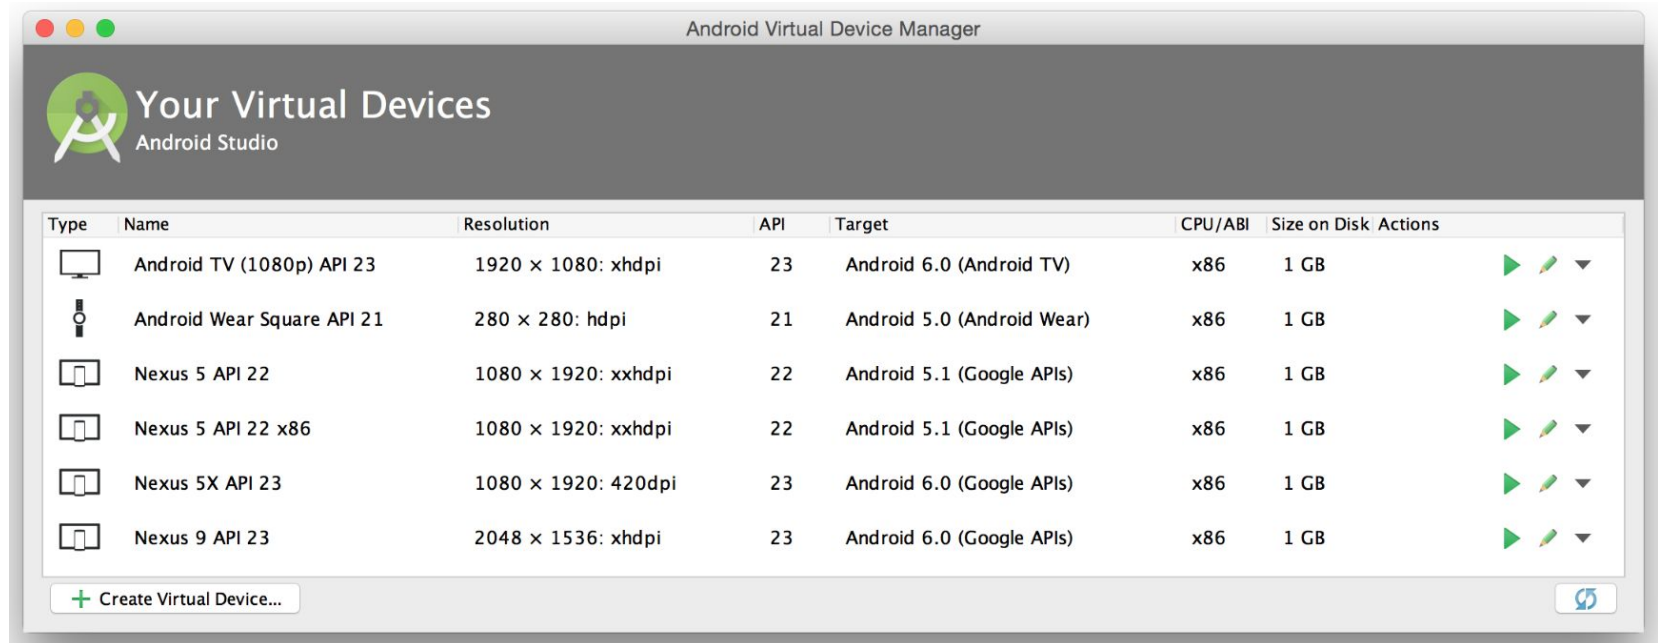 Android Virtual Device Manager
Your Virtual Devices
Android Studio
Type Name Resolution API Target CPU/ABI Size on Disk Actions
Android TV (1080p) API 23 1920 × 1080: xhdpi 23 Android 6.0 (Android TV) x86 1 GB
Android Wear Square API 21 280 × 280: hdpi 21 Android 5.0 (Android Wear) x86 1 GB
Nexus 5 API 22 1080 × 1920: xxhdpi 22 Android 5.1 (Google APIs) x86 1 GB
Nexus 5 API 22 x86 1080 × 1920: xxhdpi 22 Android 5.1 (Google APIs) x86 1 GB
Nexus 5X API 23 1080 × 1920: 420dpi 23 Android 6.0 (Google APIs) x86 1 GB
Nexus 9 API 23 2048 × 1536: xhdpi 23 Android 6.0 (Google APIs) x86 1 GB
Create Virtual Device...